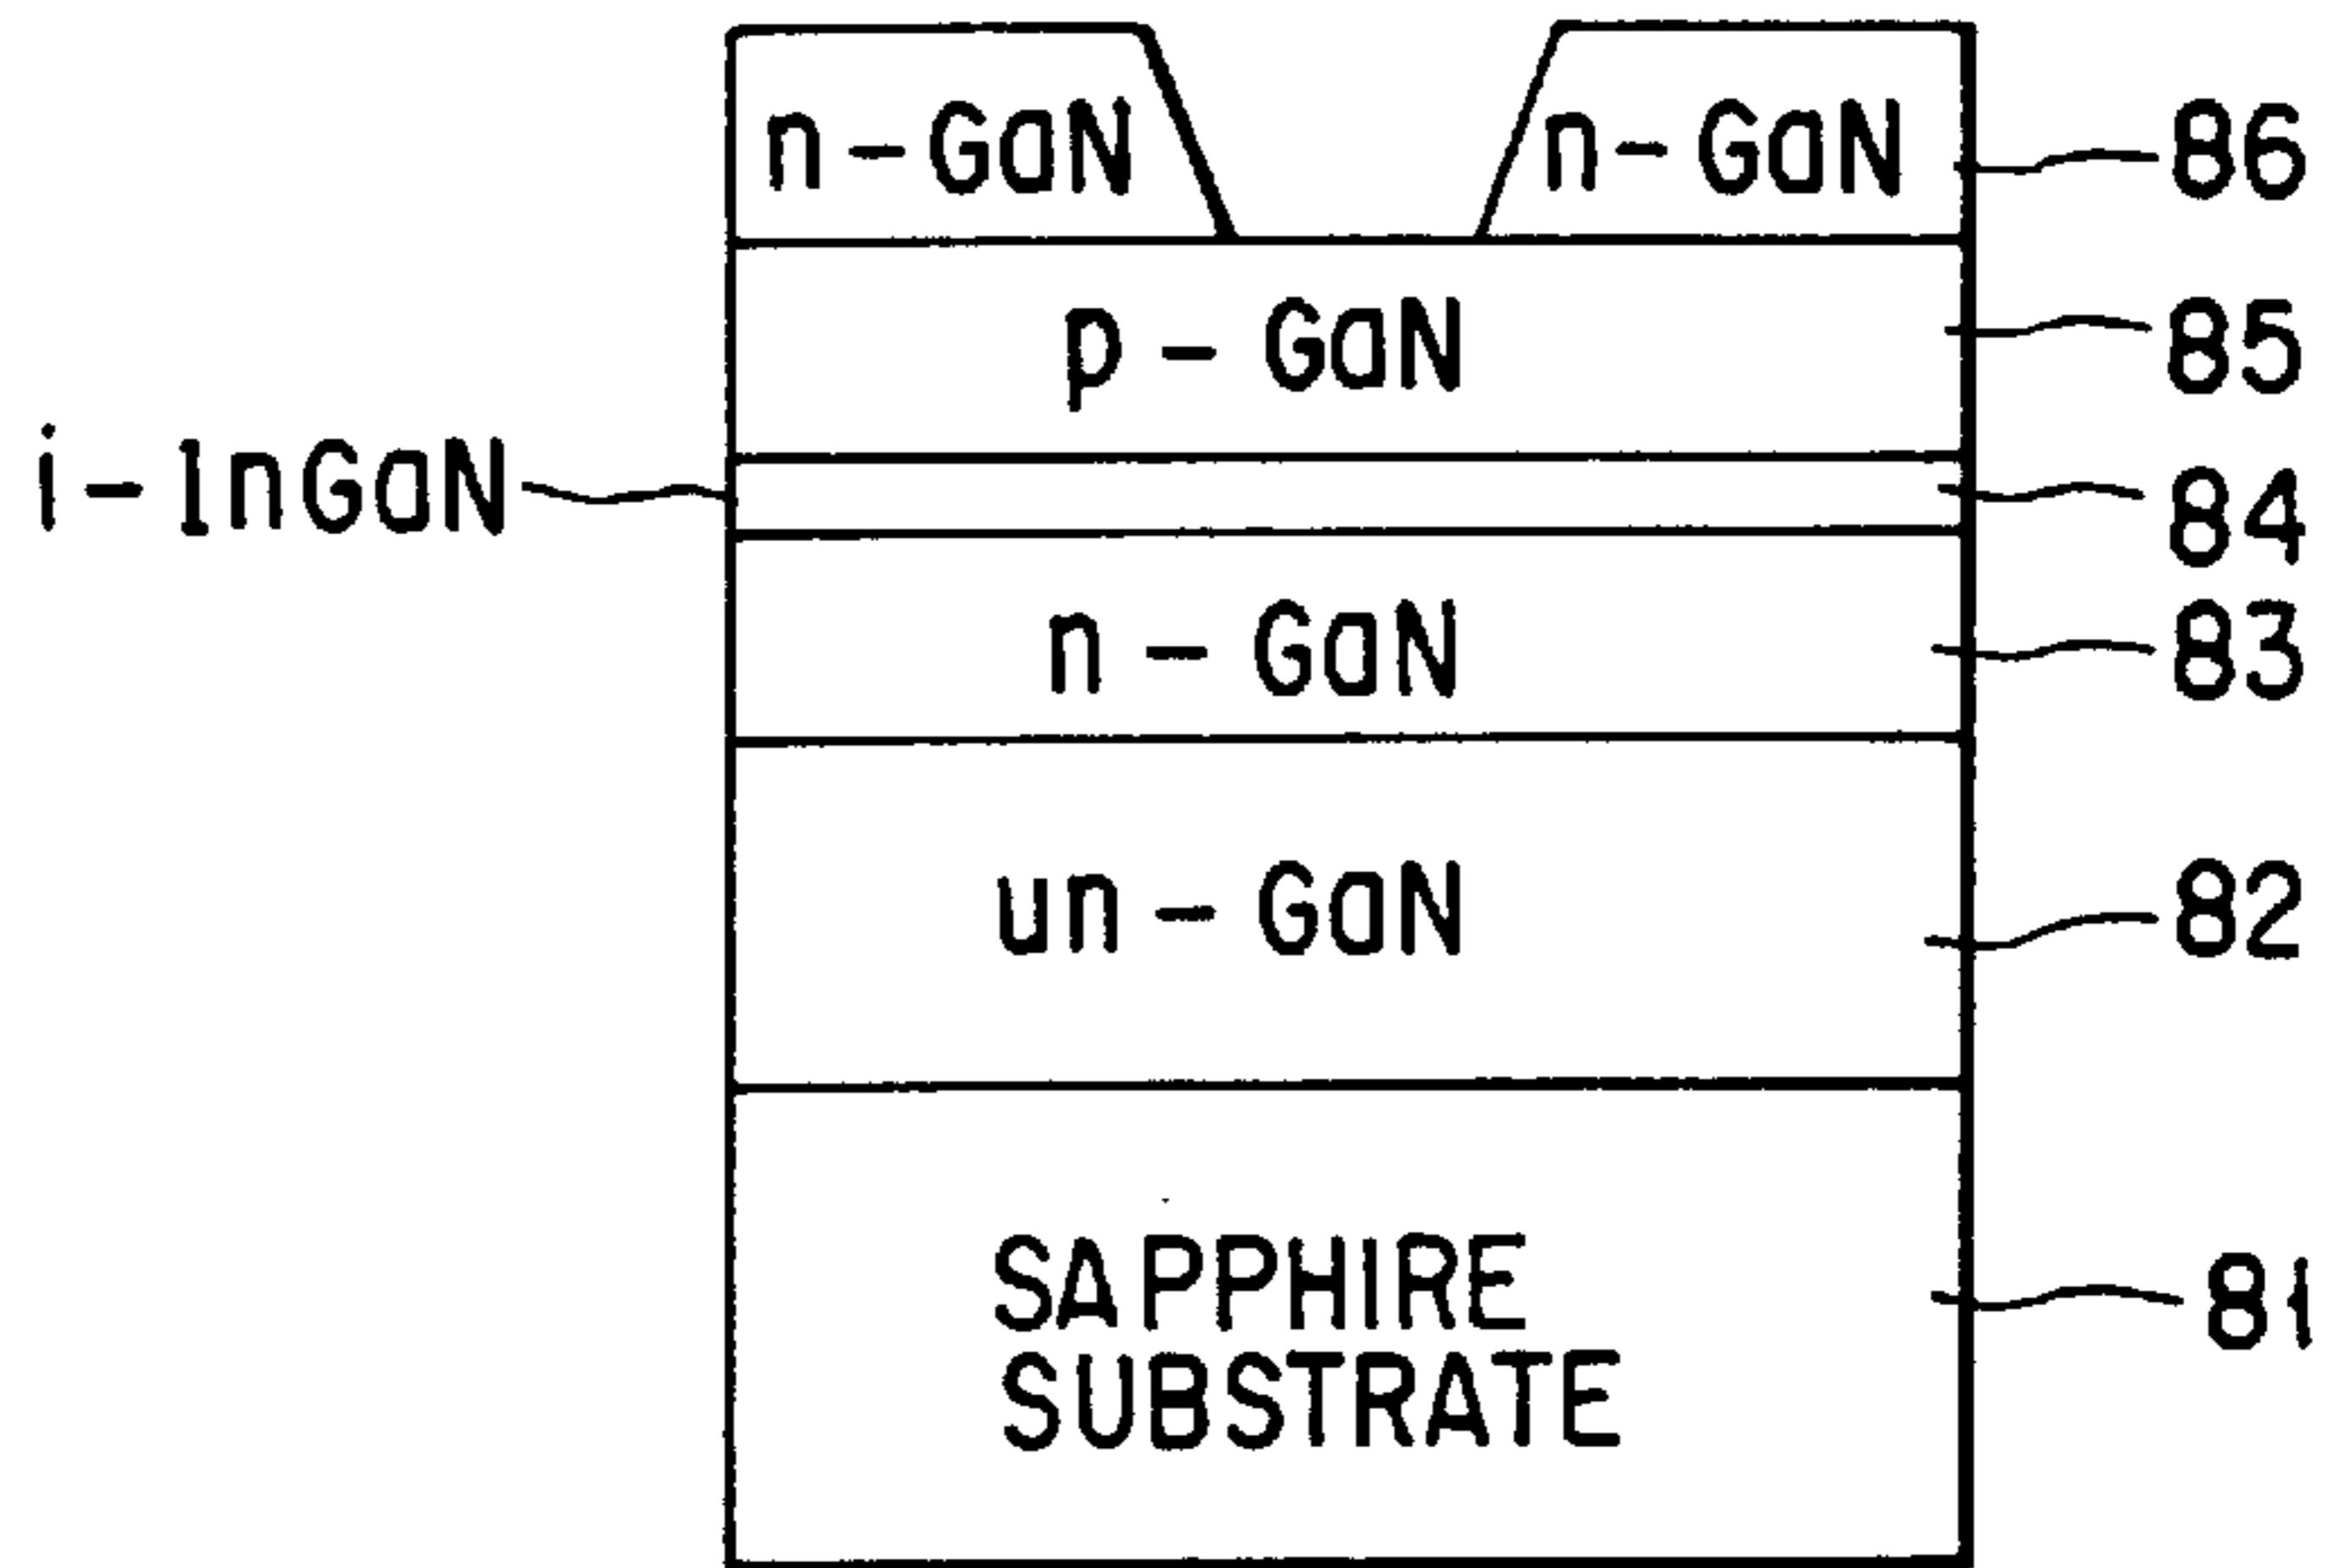 n-GaN
n-GaN
86
p-GaN
85
i-InGaN
84
n-GaN
83
un-GaN
82
SAPPHIRE
SUBSTRATE
81